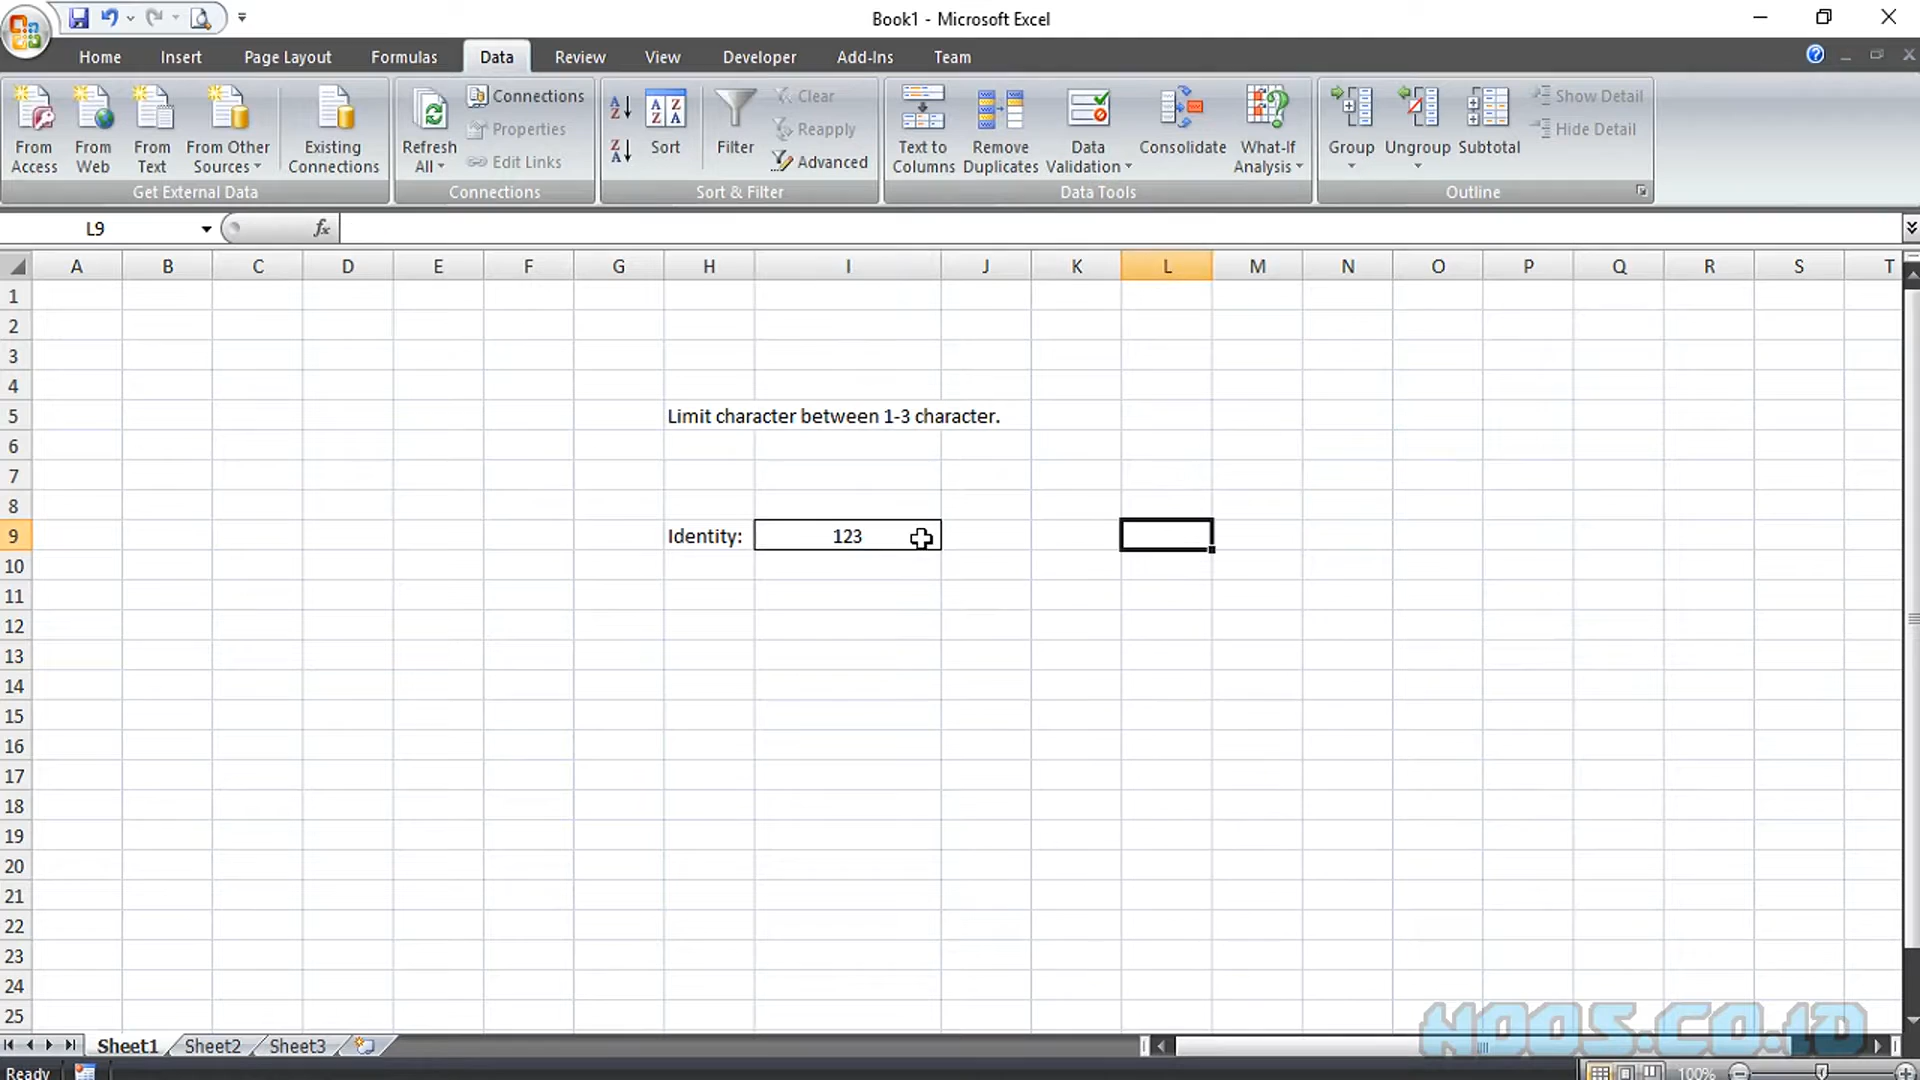 Book1 - Microsoft Excel
Home Insert Page Layout Formulas Data Review View Developer Add-Ins Team
From Access
From Web
From Text
From Other Sources
Existing Connections
Get External Data
Refresh All
Connections
Properties
Edit Links
Connections
Sort
Filter
Clear
Reapply
Advanced
Sort & Filter
Text to Columns
Remove Duplicates
Data Validation
Consolidate
What-If Analysis
Data Tools
Group
Ungroup
Subtotal
Show Detail
Hide Detail
Outline
L9 fx
A B C D E F G H I J K L M N O P Q R S T
1
2
3
4
5 Limit character between 1-3 character.
6
7
8
9 Identity: 123
10
11
12
13
14
15
16
17
18
19
20
21
22
23
24
25
NOOS.CO.ID
Sheet1 Sheet2 Sheet3
Ready 100%